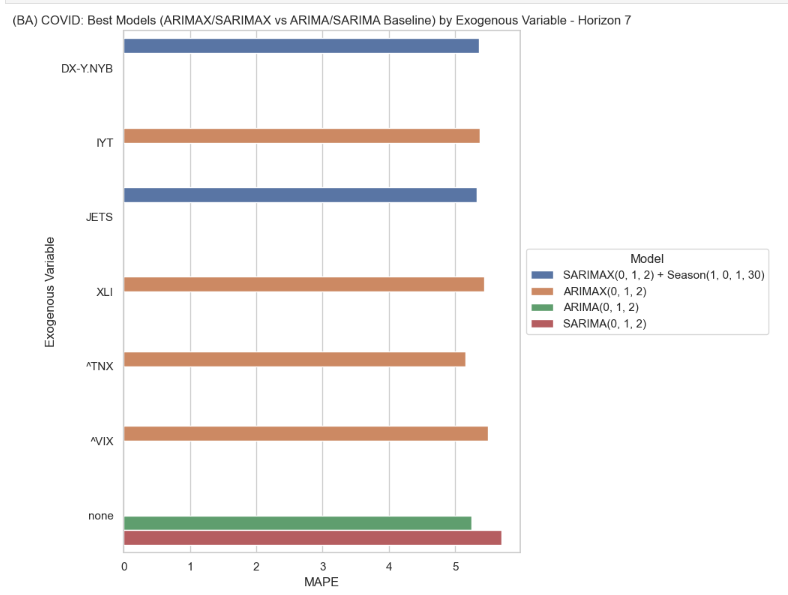 (BA) COVID: Best Models (ARIMAX/SARIMAX vs ARIMA/SARIMA Baseline) by Exogenous Variable - Horizon 7
DX-Y.NYB
IYT
JETS
XLI
^TNX
^VIX
none
Exogenous Variable
0 1 2 3 4 5
MAPE
Model
SARIMAX(0, 1, 2) + Season(1, 0, 1, 30)
ARIMAX(0, 1, 2)
ARIMA(0, 1, 2)
SARIMA(0, 1, 2)